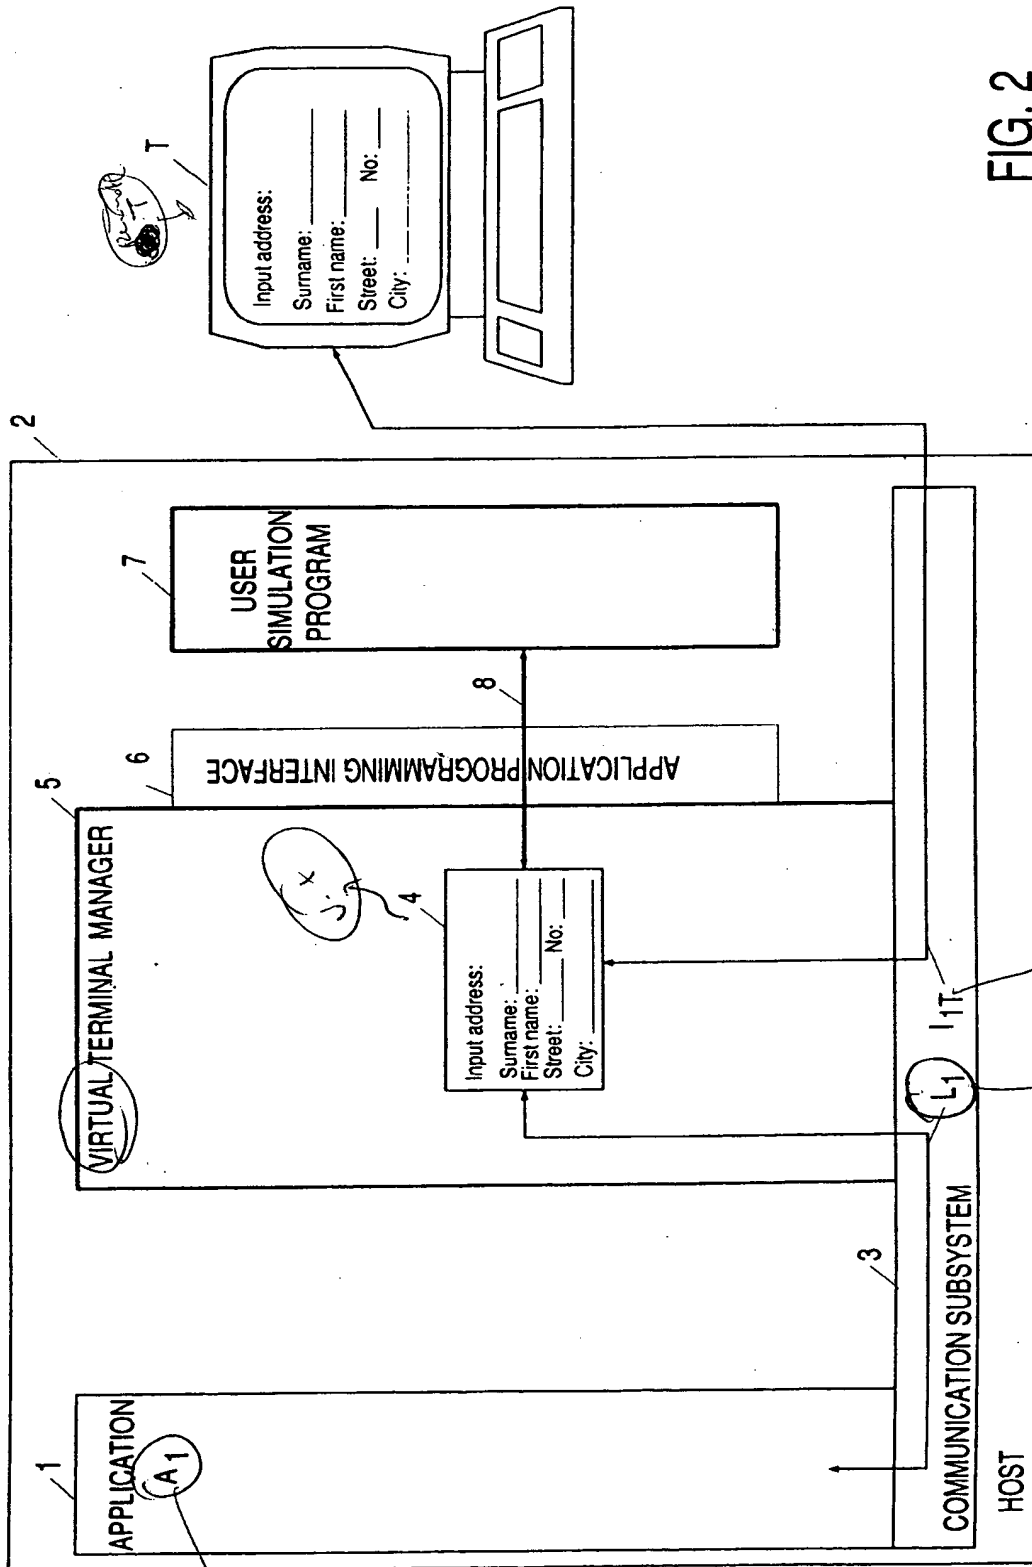 1
APPLICATION
A1
5
VIRTUAL TERMINAL MANAGER
x
4
Input address:
Surname:
First name:
Street: No:
City:
6
APPLICATION PROGRAMMING INTERFACE
8
7
USER
SIMULATION
PROGRAM
2
T
T
Input address:
Surname:
First name:
Street: No:
City:
3
L1
I1T
COMMUNICATION SUBSYSTEM
HOST
FIG. 2